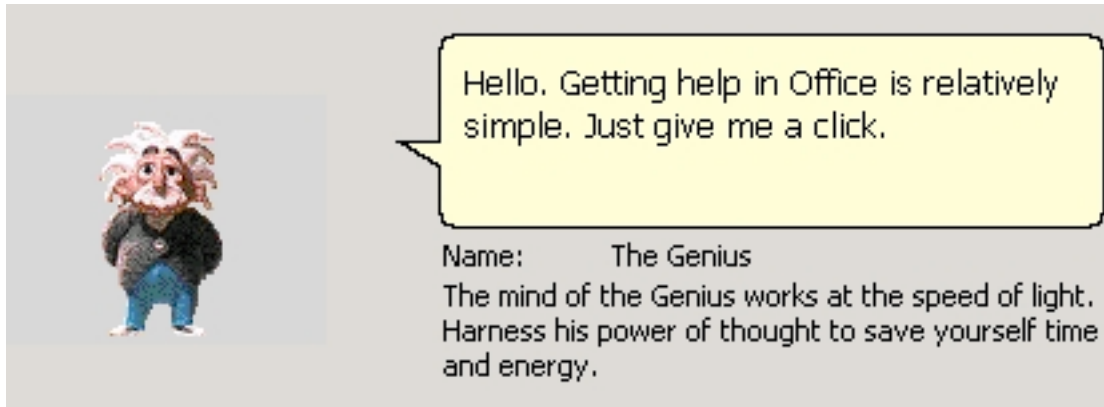 Hello. Getting help in Office is relatively
simple. Just give me a click.
Name: The Genius
The mind of the Genius works at the speed of light.
Harness his power of thought to save yourself time
and energy.